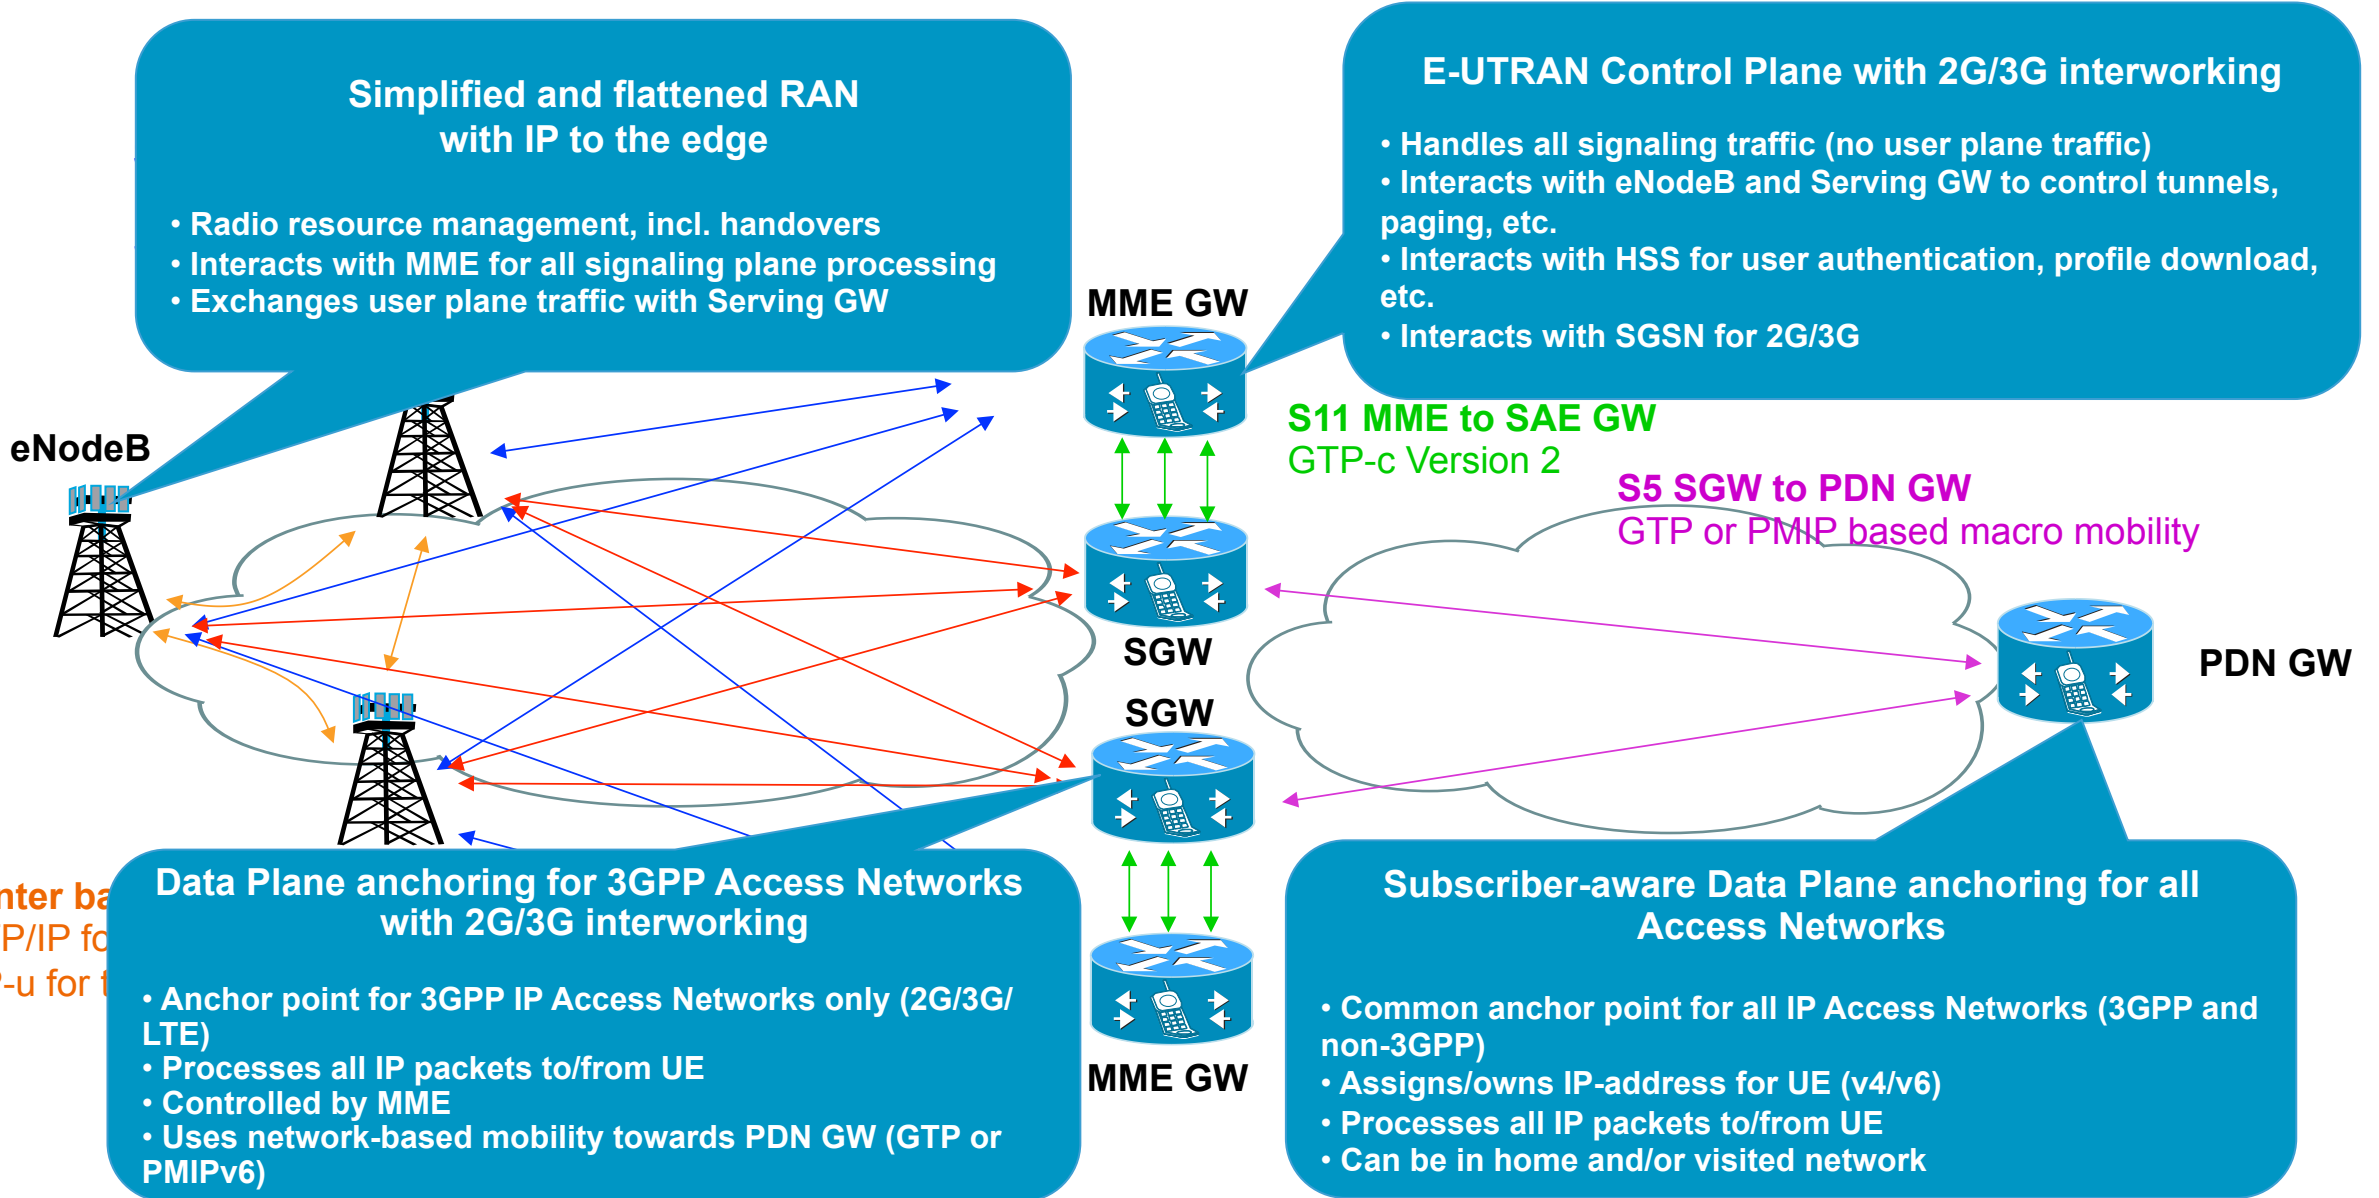 Simplified and flattened RAN
with IP to the edge
• Radio resource management, incl. handovers
• Interacts with MME for all signaling plane processing
• Exchanges user plane traffic with Serving GW
E-UTRAN Control Plane with 2G/3G interworking
• Handles all signaling traffic (no user plane traffic)
• Interacts with eNodeB and Serving GW to control tunnels,
paging, etc.
• Interacts with HSS for user authentication, profile download,
etc.
• Interacts with SGSN for 2G/3G
MME GW
S11 MME to SAE GW
GTP-c Version 2
eNodeB
S5 SGW to PDN GW
GTP or PMIP based macro mobility
SGW
PDN GW
SGW
Data Plane anchoring for 3GPP Access Networks
with 2G/3G interworking
• Anchor point for 3GPP IP Access Networks only (2G/3G/
LTE)
• Processes all IP packets to/from UE
• Controlled by MME
• Uses network-based mobility towards PDN GW (GTP or
PMIPv6)
P/IP
-u for
MME GW
Subscriber-aware Data Plane anchoring for all
Access Networks
• Common anchor point for all IP Access Networks (3GPP and
non-3GPP)
• Assigns/owns IP-address for UE (v4/v6)
• Processes all IP packets to/from UE
• Can be in home and/or visited network